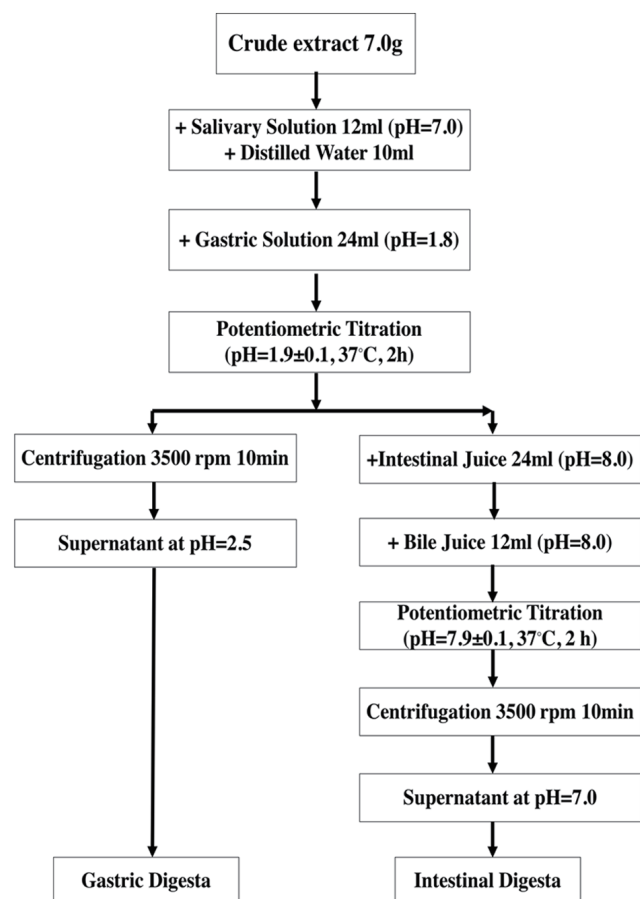 Crude extract 7.0g
+ Salivary Solution 12ml (pH=7.0)
+ Distilled Water 10ml
+ Gastric Solution 24ml (pH=1.8)
Potentiometric Titration
(pH=1.9±0.1, 37°C, 2h)
Centrifugation 3500 rpm 10min
Supernatant at pH=2.5
Gastric Digesta
+Intestinal Juice 24ml (pH=8.0)
+ Bile Juice 12ml (pH=8.0)
Potentiometric Titration
(pH=7.9±0.1, 37°C, 2 h)
Centrifugation 3500 rpm 10min
Supernatant at pH=7.0
Intestinal Digesta